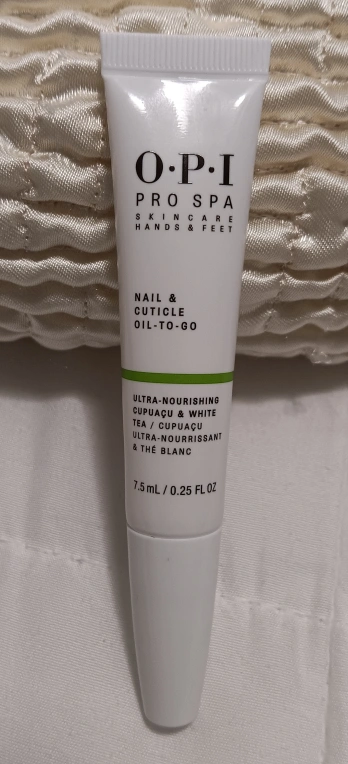 O·P·I
PRO SPA
SKINCARE
HANDS & FEET
NAIL &
CUTICLE
OIL-TO-GO
ULTRA-NOURISHING
CUPUAÇU & WHITE
TEA / CUPUAÇU
ULTRA-NOURRISSANT
& THÉ BLANC
7.5 mL / 0.25 FL OZ